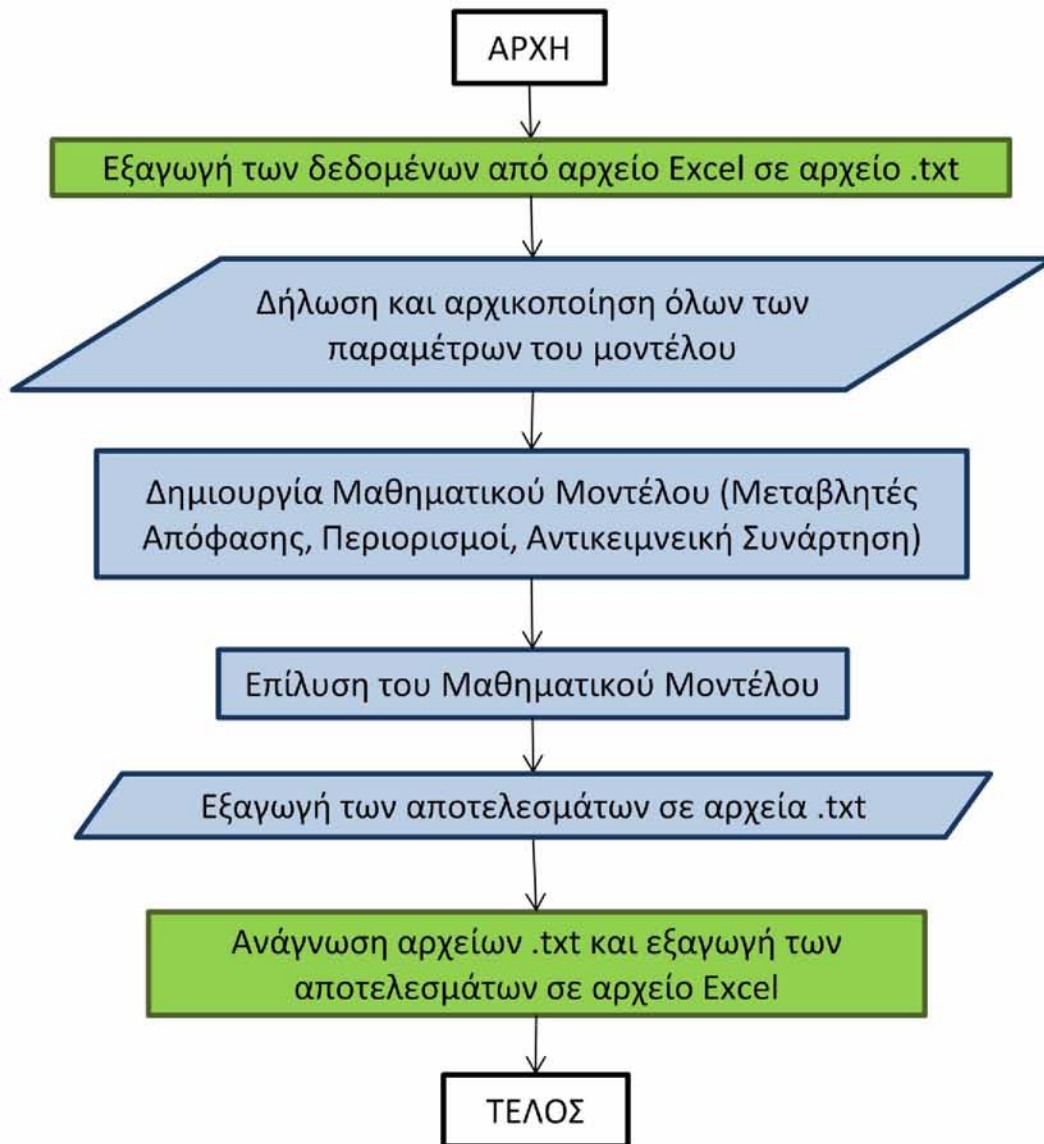 ΑΡΧΗ
Εξαγωγή των δεδομένων από αρχείο Excel σε αρχείο .txt
Δήλωση και αρχικοποίηση όλων των
παραμέτρων του μοντέλου
Δημιουργία Μαθηματικού Μοντέλου (Μεταβλητές
Απόφασης, Περιορισμοί, Αντικειμνεική Συνάρτηση)
Επίλυση του Μαθηματικού Μοντέλου
Εξαγωγή των αποτελεσμάτων σε αρχεία .txt
Ανάγνωση αρχείων .txt και εξαγωγή των
αποτελεσμάτων σε αρχείο Excel
ΤΕΛΟΣ